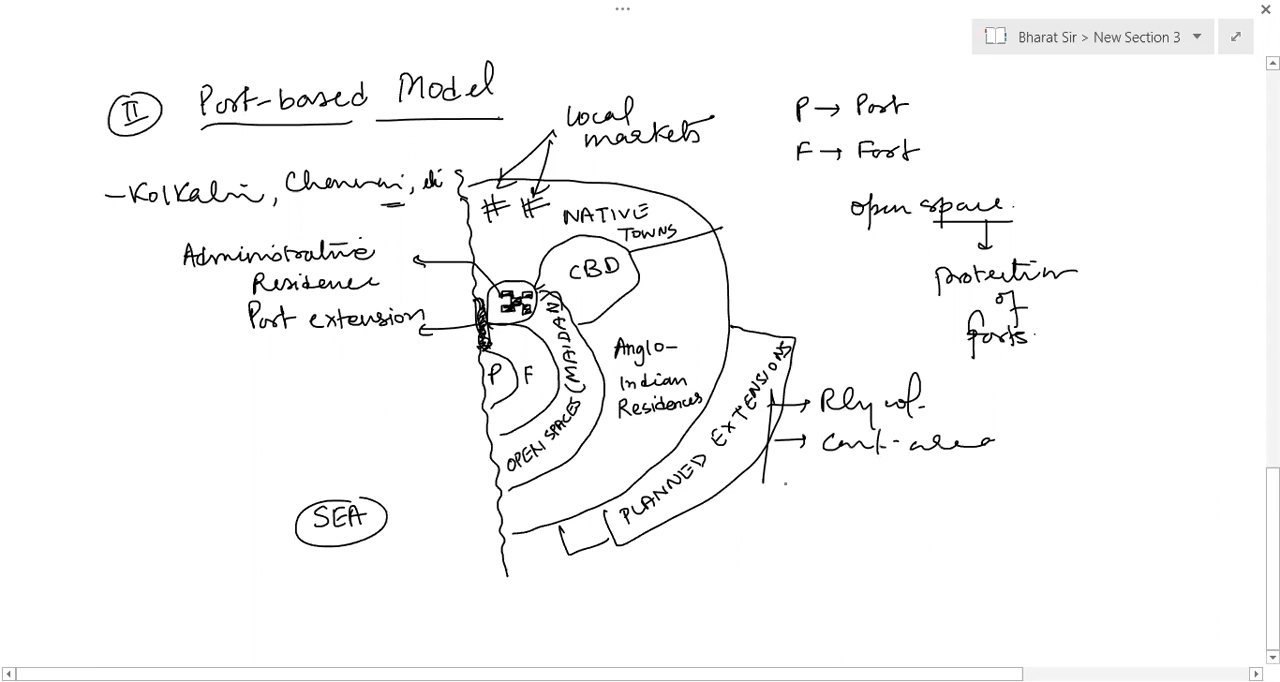 Bharat Sir > New Section 3
II Port-based Model
- Kolkata, Chennai, etc
Local
markets
P → Port
F → Fort
open space
protection
of
forts.
NATIVE
TOWNS
CBD
Administrative
Residence
Port extension
P F
OPEN SPACES (MAIDAN)
Anglo-
Indian
Residences
PLANNED EXTENSIONS
→ Rly col.
→ Cant-area
SEA